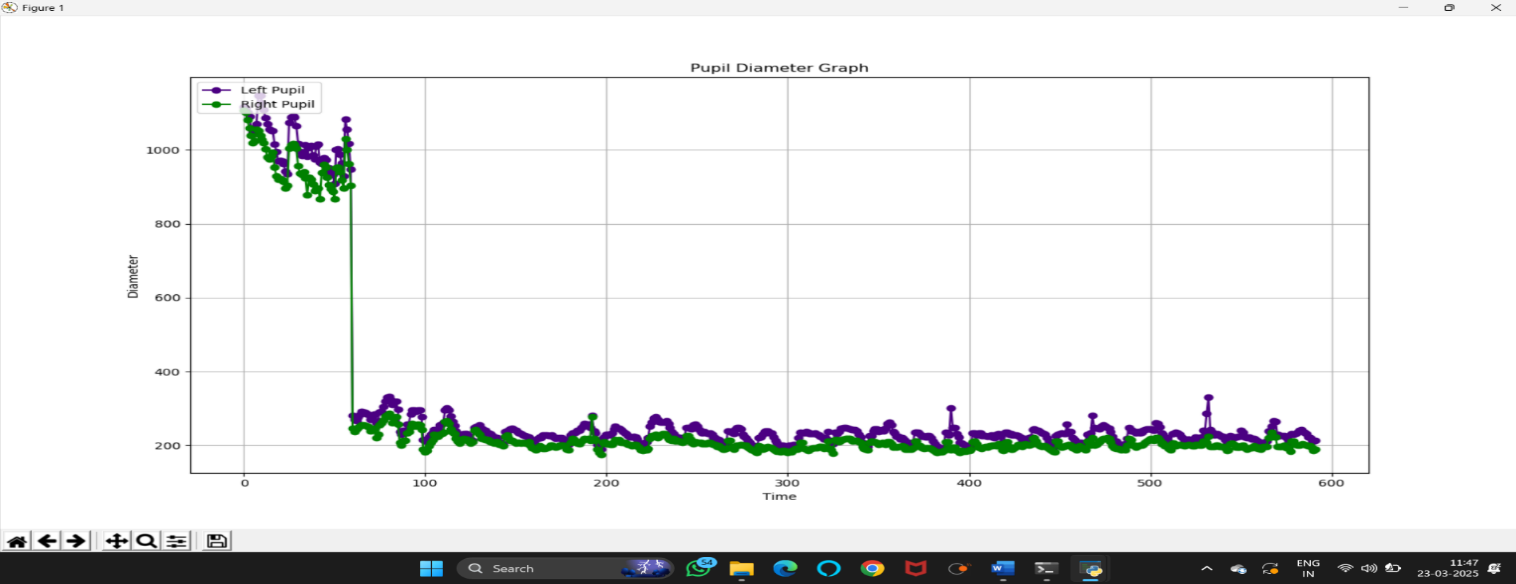 Figure 1
Pupil Diameter Graph
Left Pupil
Right Pupil
1000
800
600
400
200
Diameter
0 100 200 300 400 500 600
Time
Search
54
ENG
IN
11:47
23-03-2025